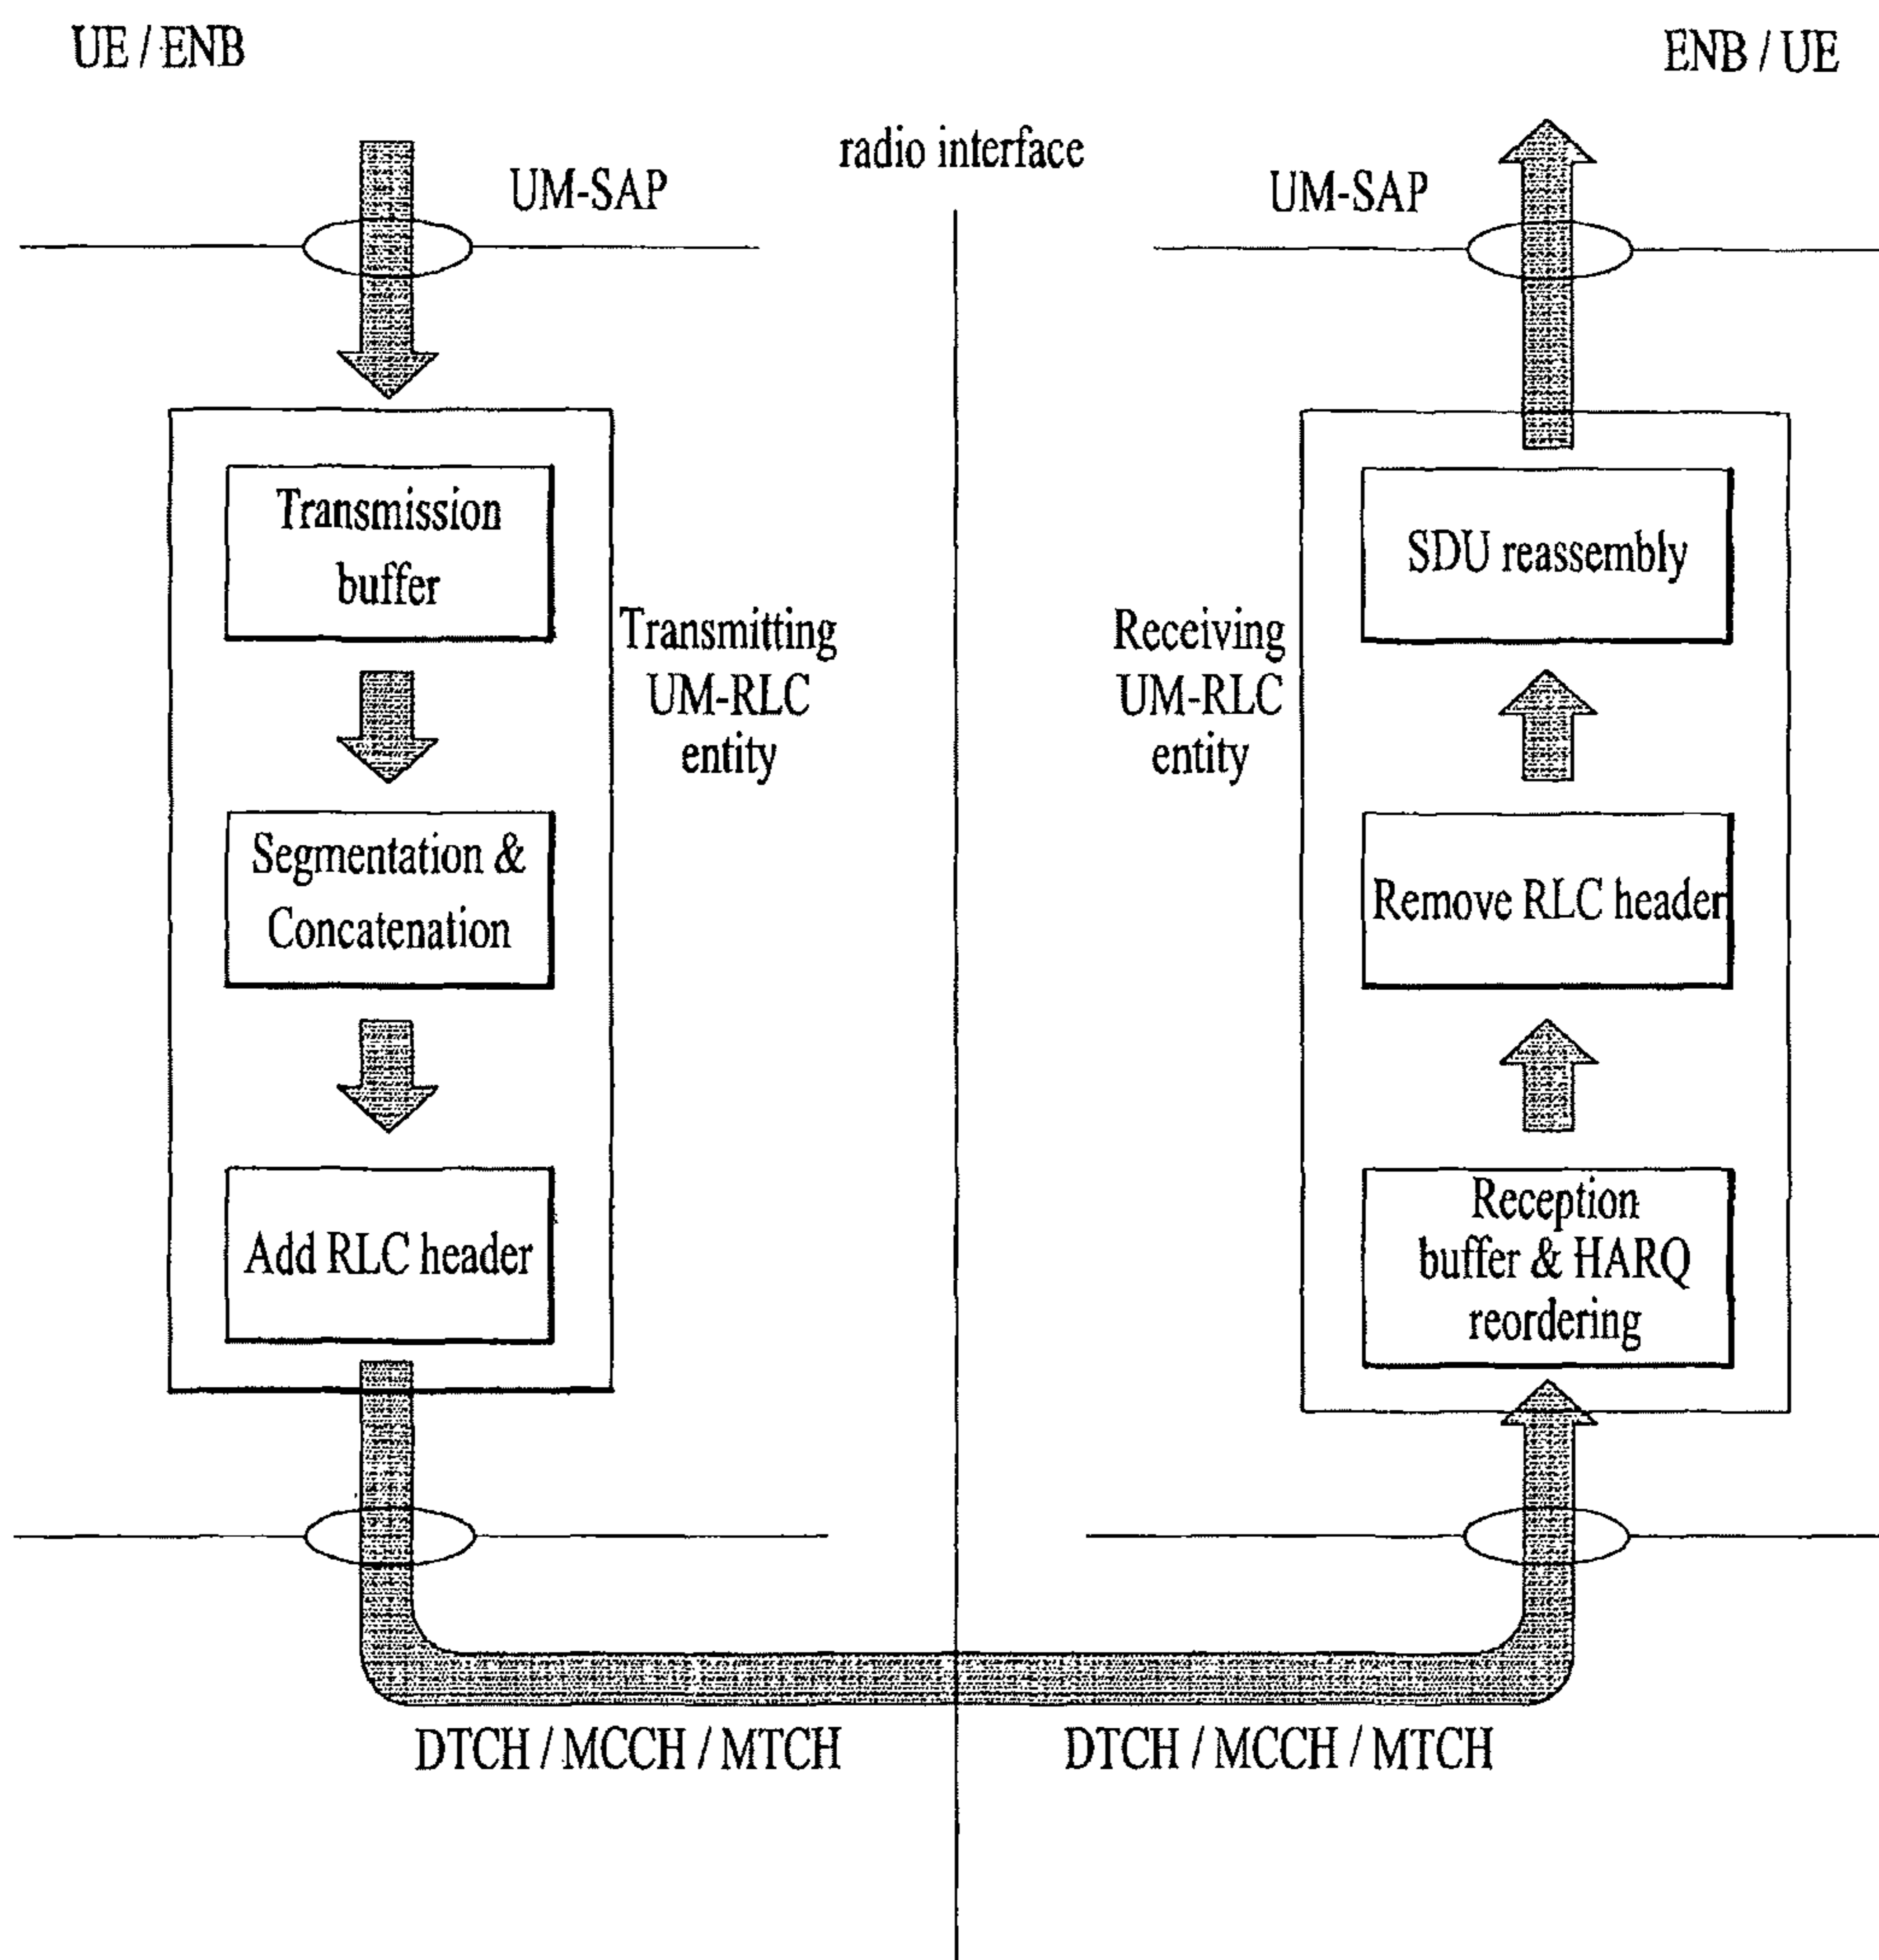 UE / ENB
ENB / UE
radio interface
UM-SAP
UM-SAP
Transmission
buffer
Transmitting
UM-RLC
entity
Segmentation &
Concatenation
Add RLC header
Receiving
UM-RLC
entity
SDU reassembly
Remove RLC header
Reception
buffer & HARQ
reordering
DTCH / MCCH / MTCH
DTCH / MCCH / MTCH